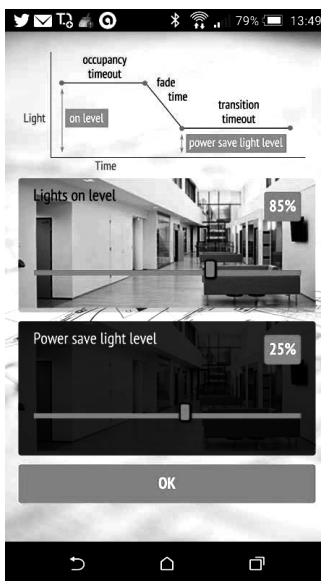 79% 13:49
occupancy
timeout
fade
time
transition
timeout
Light
on level
power save light level
Time
Lights on level
85%
Power save light level
25%
OK